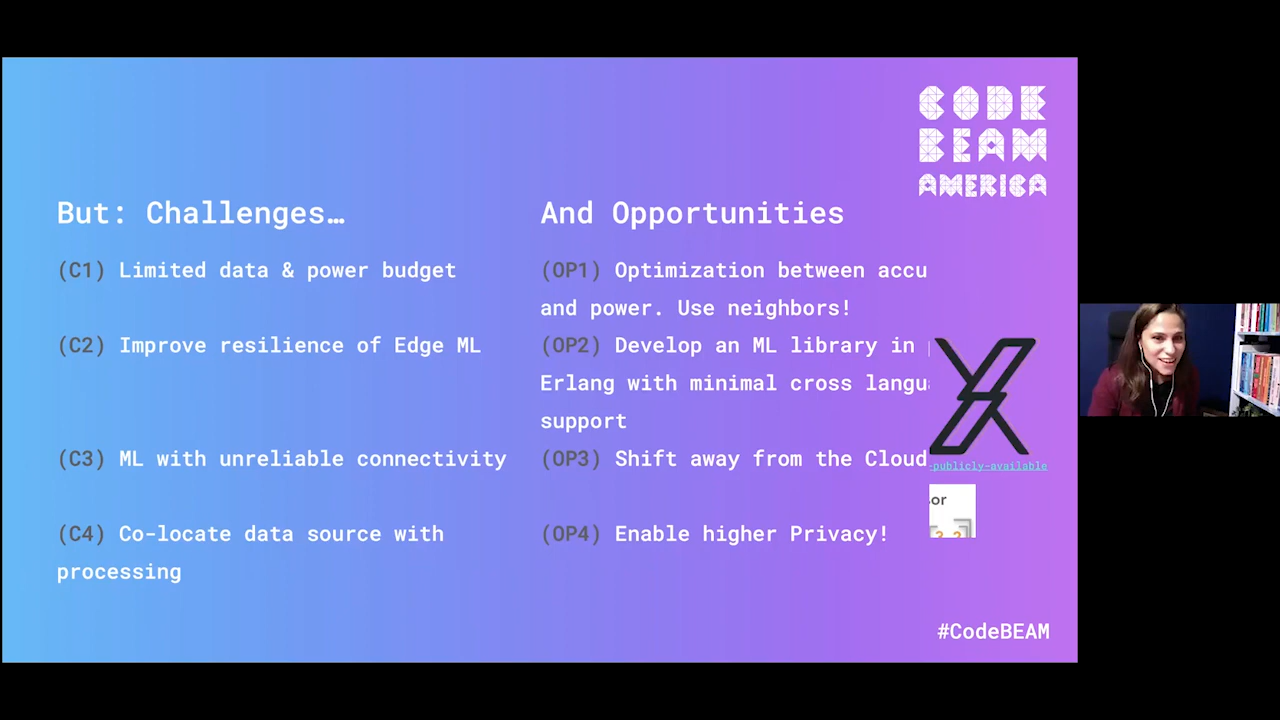 CODE
BEAM
AMERICA
But: Challenges…
(C1) Limited data & power budget
(C2) Improve resilience of Edge ML
(C3) ML with unreliable connectivity
(C4) Co-locate data source with
processing
And Opportunities
(OP1) Optimization between accu
and power. Use neighbors!
(OP2) Develop an ML library in
Erlang with minimal cross langu
support
(OP3) Shift away from the Cloud
(OP4) Enable higher Privacy!
-publicly-available
or
#CodeBEAM